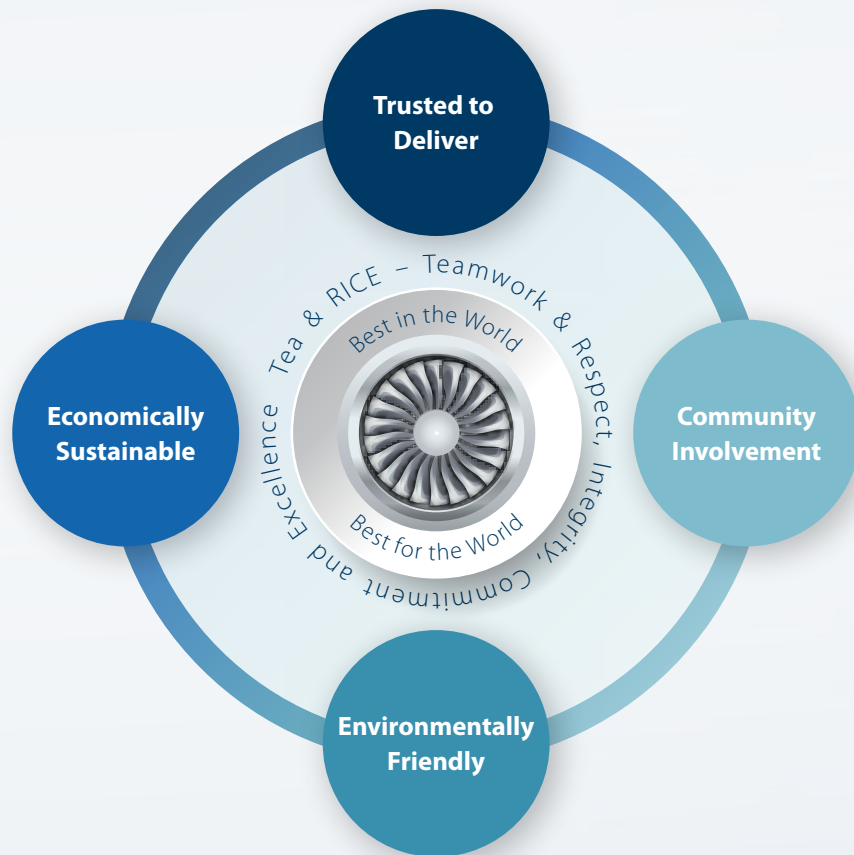 Trusted to
Deliver
Tea & RICE – Teamwork & Respect, Integrity, Commitment and Excellence
Best in the World
Economically
Sustainable
Community
Involvement
Best for the World
Environmentally
Friendly